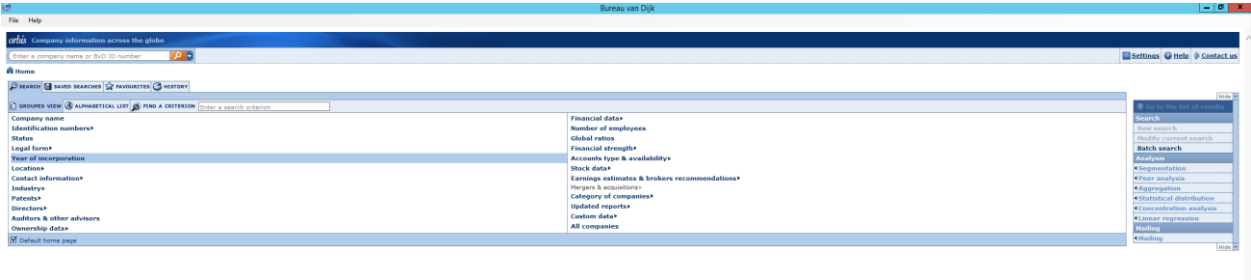 Bureau van Dijk
File Help
orbis Company information across the globe
Enter a company name or BvD ID number
Settings Help Contact us
Home
SEARCH SAVED SEARCHES FAVOURITES HISTORY
Hide
GROUPED VIEW ALPHABETICAL LIST FIND A CRITERION Enter a search criterion
Company name
Identification numbers
Status
Legal form
Year of incorporation
Location
Contact information
Industry
Patents
Directors
Auditors & other advisors
Ownership data
Financial data
Number of employees
Global ratios
Financial strength
Accounts type & availability
Stock data
Earnings estimates & brokers recommendations
Mergers & acquisitions
Category of companies
Updated reports
Custom data
All companies
Default home page
Go to the list of results
Search
New search
Modify current search
Batch search
Analysis
Segmentation
Peer analysis
Aggregation
Statistical distribution
Concentration analysis
Linear regression
Mailing
Mailing
Hide